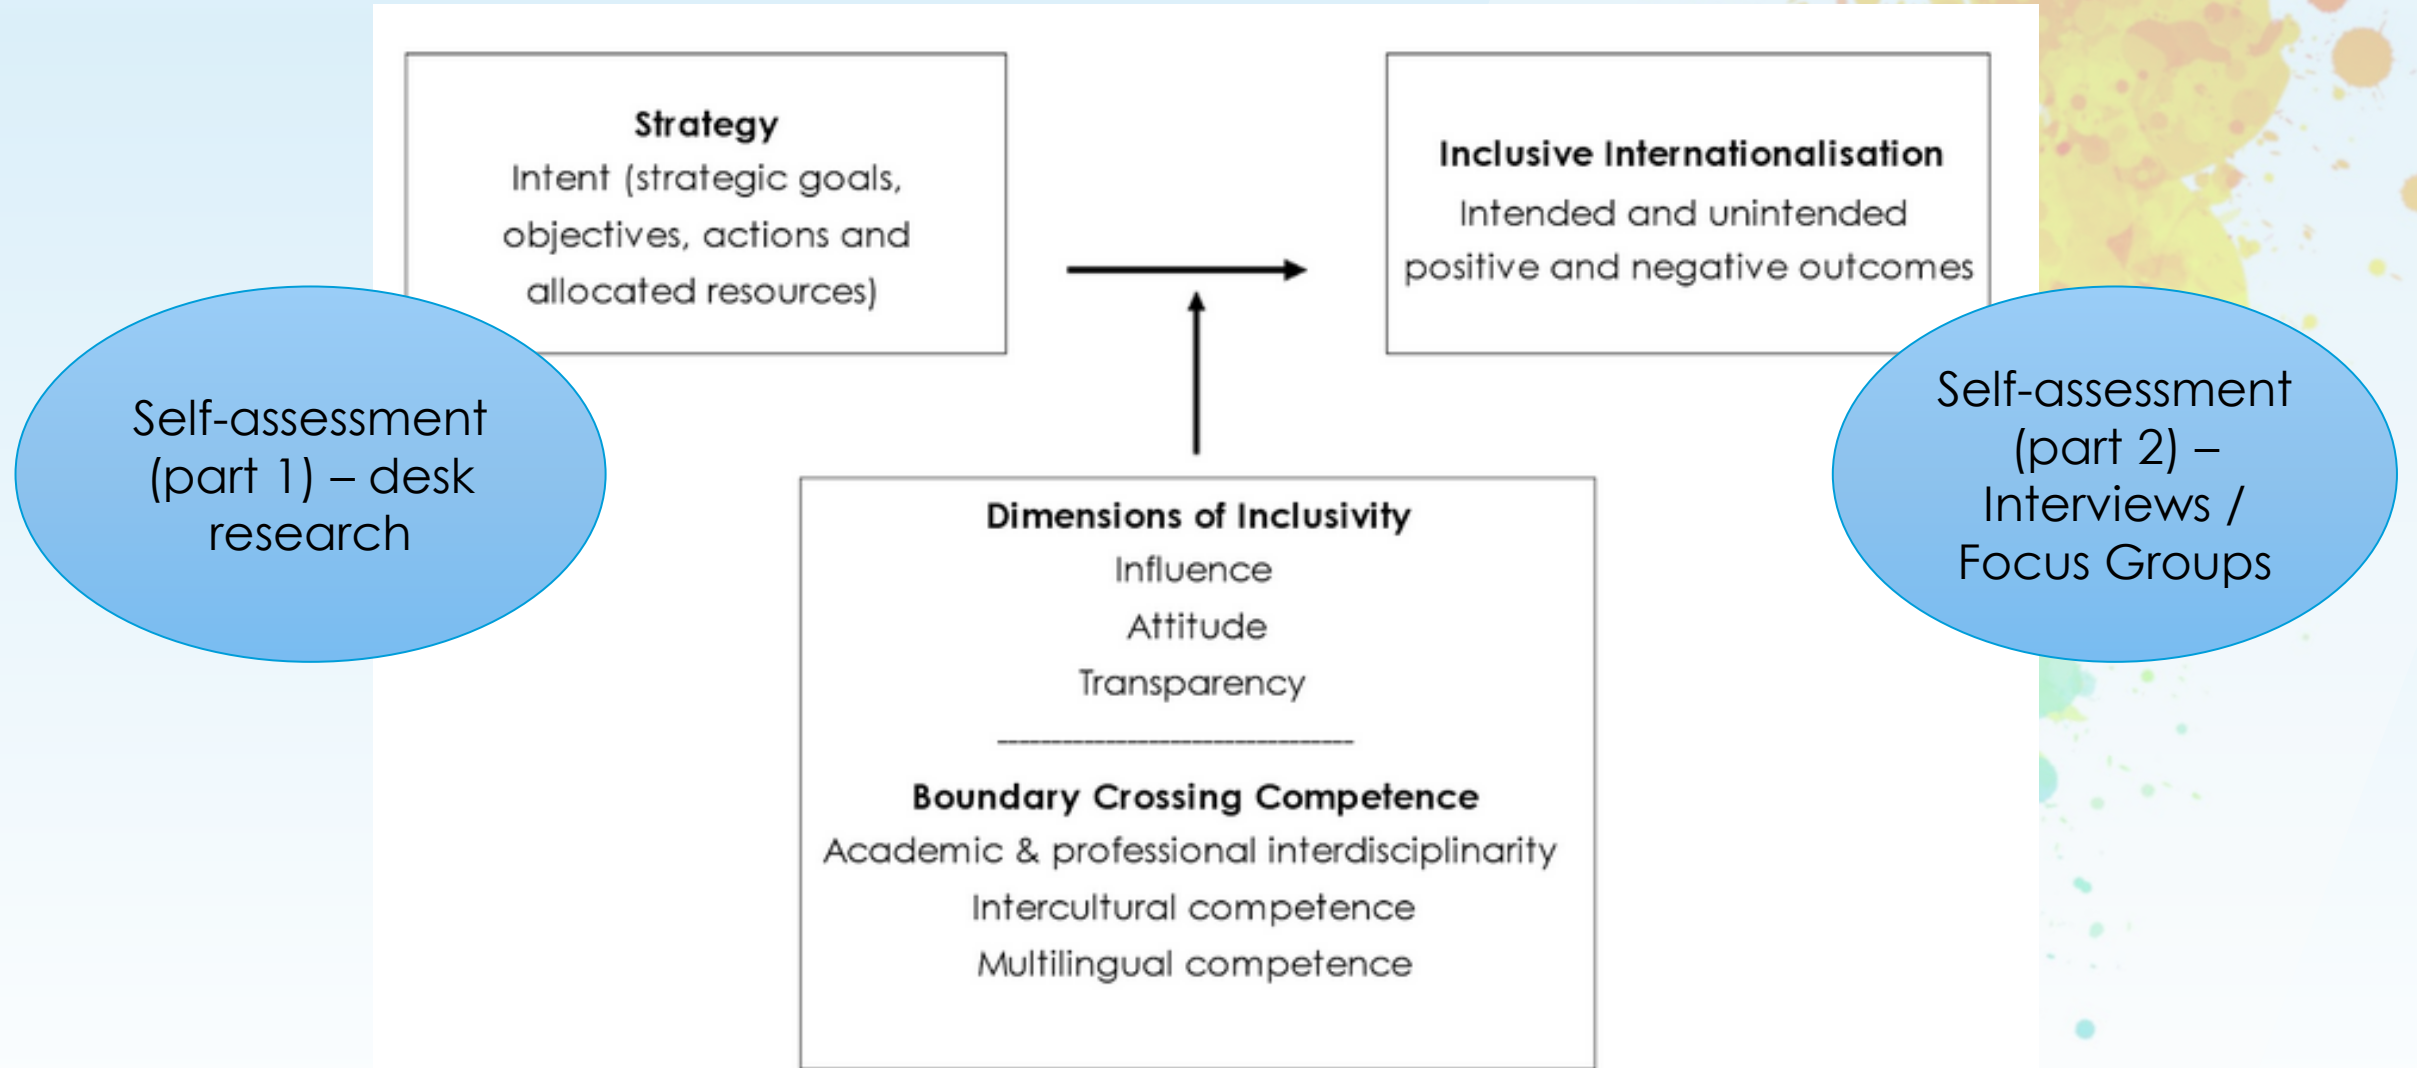 Strategy
Intent (strategic goals,
objectives, actions and
allocated resources)
Inclusive Internationalisation
Intended and unintended
positive and negative outcomes
Self-assessment
(part 1) – desk
research
Self-assessment
(part 2) –
Interviews /
Focus Groups
Dimensions of Inclusivity
Influence
Attitude
Transparency
Boundary Crossing Competence
Academic & professional interdisciplinarity
Intercultural competence
Multilingual competence